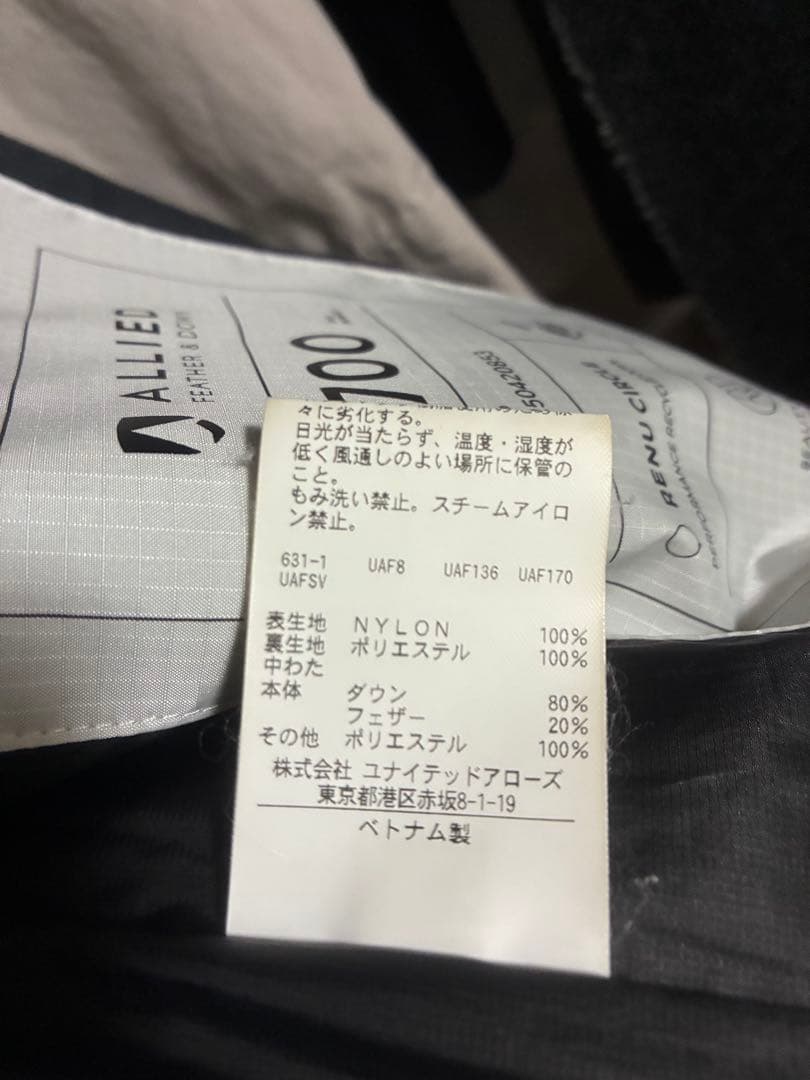 ALLIED
FEATHER & DOWN
100
50420853
RENU CIRCLE
PERFORMANCE RECYCLED
々に劣化する。
日光が当たらず、温度・湿度が
低く風通しのよい場所に保管の
こと。
もみ洗い禁止。スチームアイロ
ン禁止。
631-1 UAF8 UAF136 UAF170
UAFSV
表生地 NYLON 100%
裏生地 ポリエステル 100%
中わた
本体 ダウン 80%
フェザー 20%
その他 ポリエステル 100%
株式会社 ユナイテッドアローズ
東京都港区赤坂8-1-19
ベトナム製